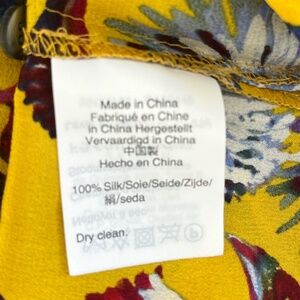 Made in China
Fabriqué en Chine
in China Hergestellt
Vervaardigd in China
中国製
Hecho en China
100% Silk/Soie/Seide/Zijde/
絹/seda
Dry clean.